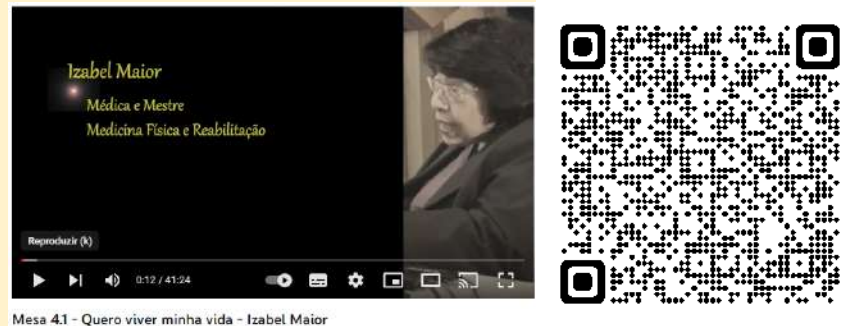 Izabel Maior
Médica e Mestre
Medicina Física e Reabilitação
Reproduzir (k)
0:12 / 41:24
Mesa 4.1 - Quero viver minha vida - Izabel Maior